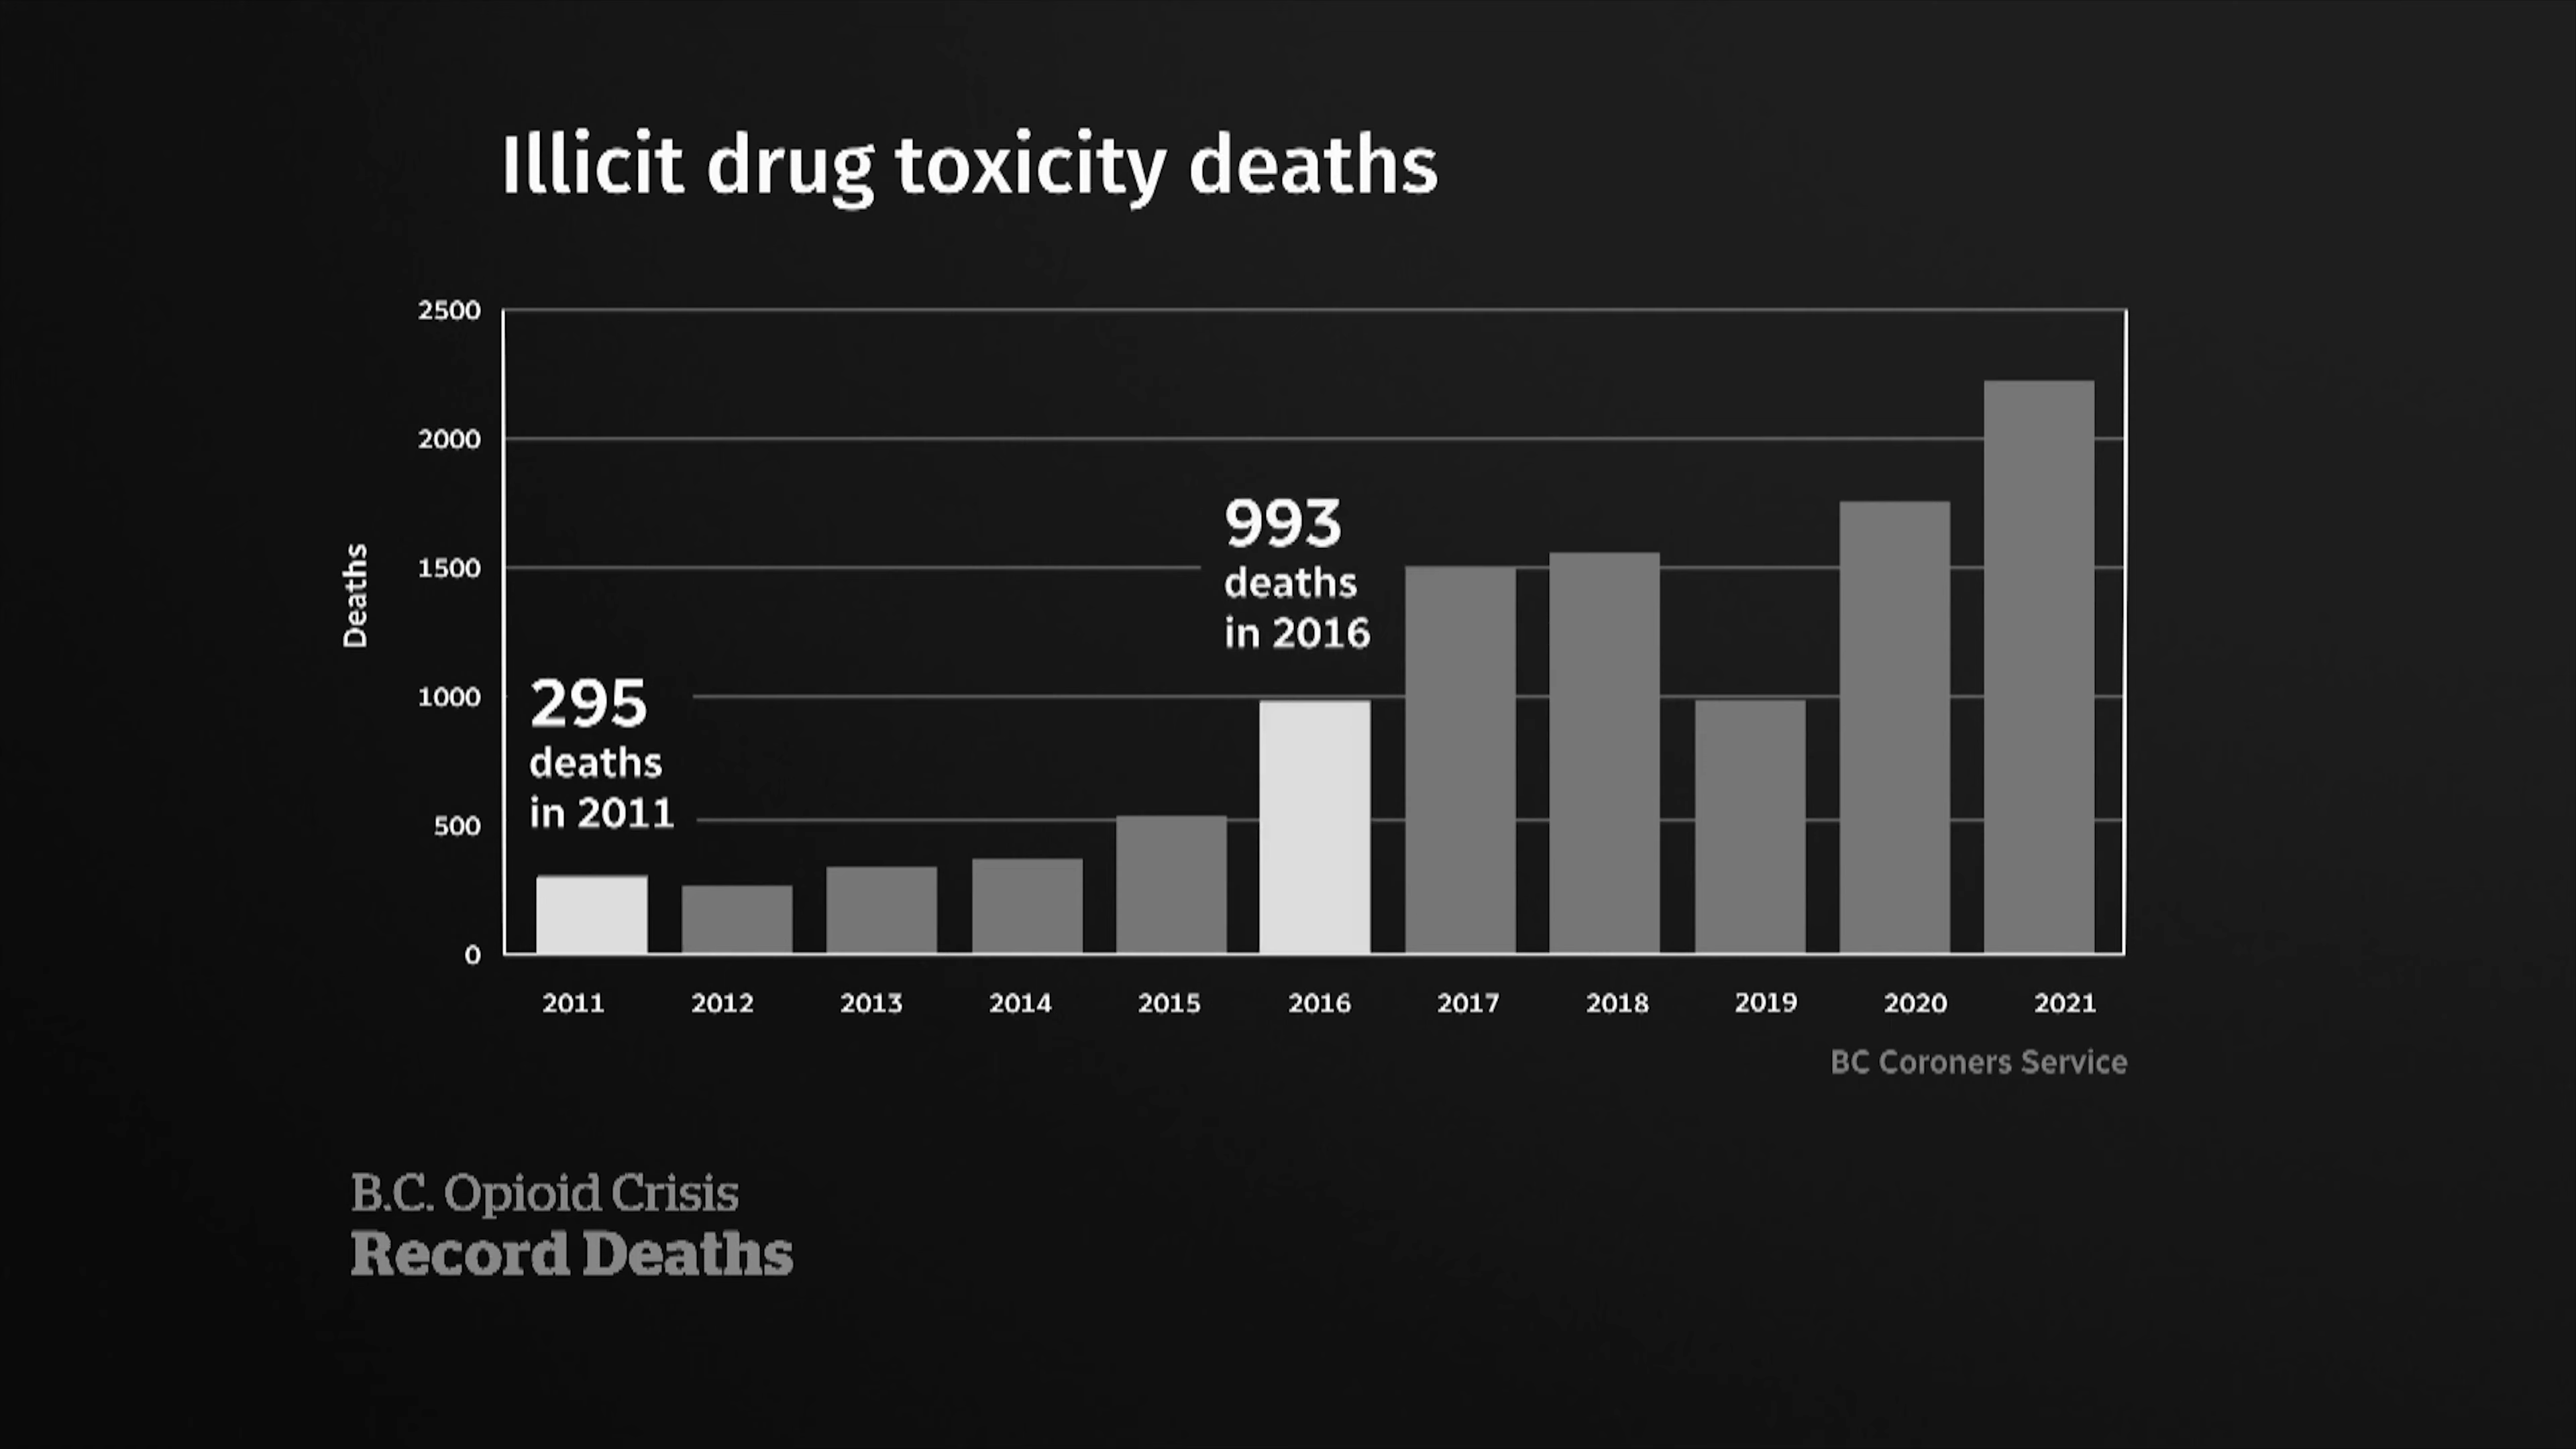 Illicit drug toxicity deaths
Deaths
2500
2000
1500
1000
500
0
295
deaths
in 2011
993
deaths
in 2016
2011 2012 2013 2014 2015 2016 2017 2018 2019 2020 2021
BC Coroners Service
B.C. Opioid Crisis
Record Deaths